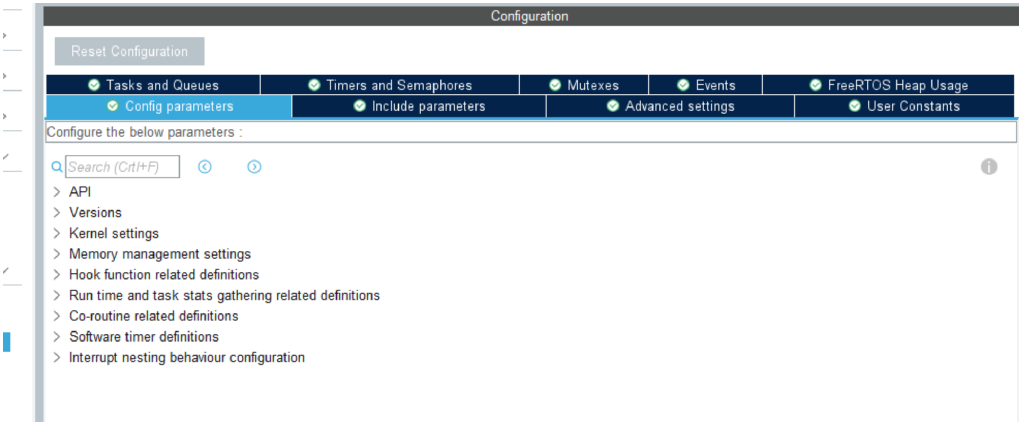 Configuration
Reset Configuration
Tasks and Queues Timers and Semaphores Mutexes Events FreeRTOS Heap Usage
Config parameters Include parameters Advanced settings User Constants
Configure the below parameters :
Search (Crtl+F)
API
Versions
Kernel settings
Memory management settings
Hook function related definitions
Run time and task stats gathering related definitions
Co-routine related definitions
Software timer definitions
Interrupt nesting behaviour configuration